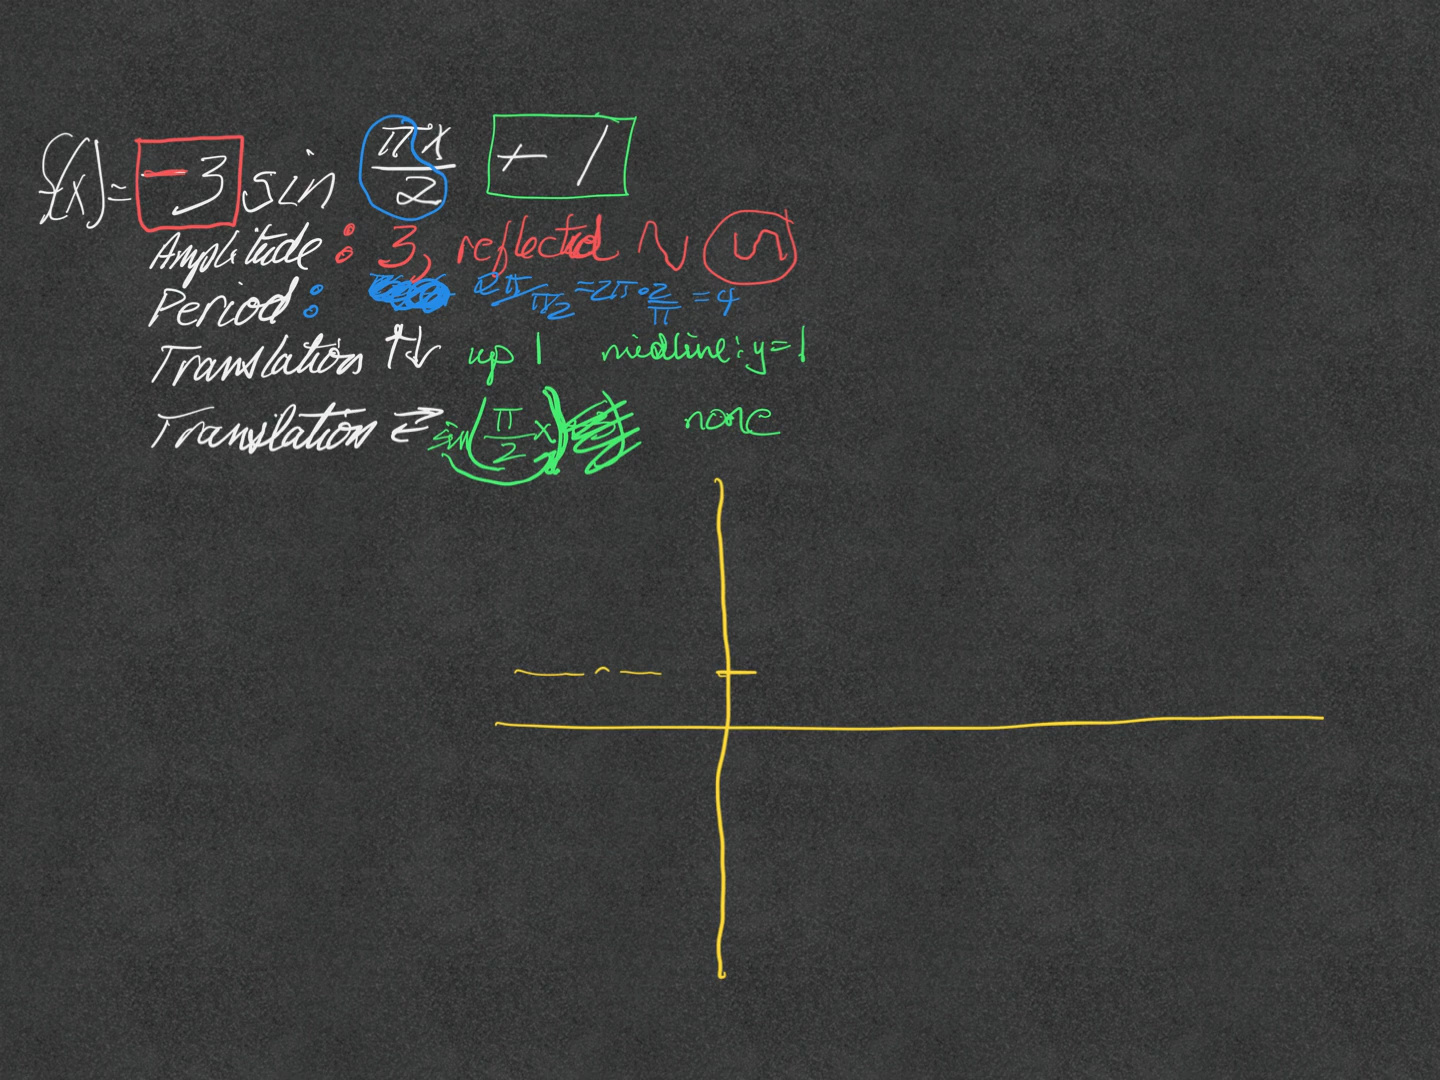 f(x) = -3 sin πx/2 + 1
Amplitude: 3, reflected
Period: 2π/π/2 = 2π · 2/π = 4
Translation ↑↓ up 1 midline: y=1
Translation ⇄ sin(π/2 x) none